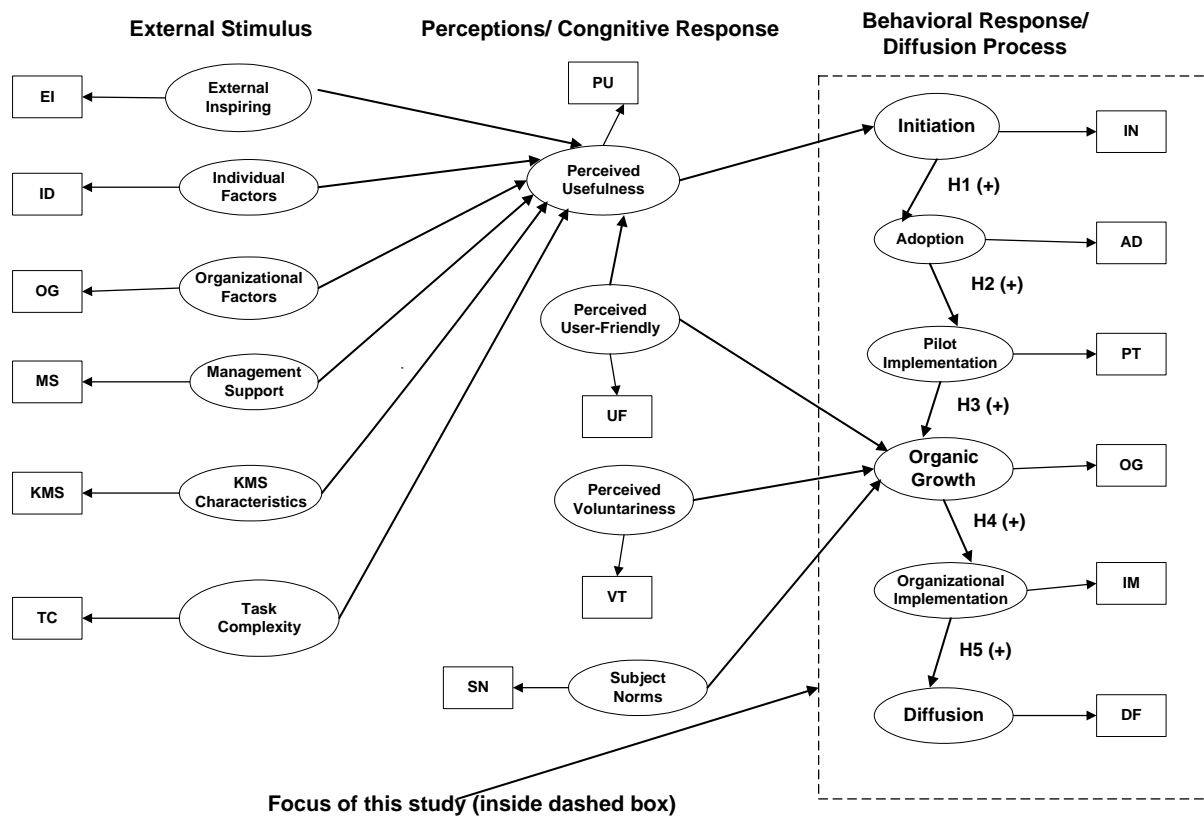 External Stimulus
Perceptions/ Congnitive Response
Behavioral Response/
Diffusion Process
EI
External
Inspiring
ID
Individual
Factors
OG
Organizational
Factors
MS
Management
Support
KMS
KMS
Characteristics
TC
Task
Complexity
PU
Perceived
Usefulness
Perceived
User-Friendly
UF
Perceived
Voluntariness
VT
SN
Subject
Norms
Initiation
IN
H1 (+)
Adoption
AD
H2 (+)
Pilot
Implementation
PT
H3 (+)
Organic
Growth
OG
H4 (+)
Organizational
Implementation
IM
H5 (+)
Diffusion
DF
Focus of this study (inside dashed box)